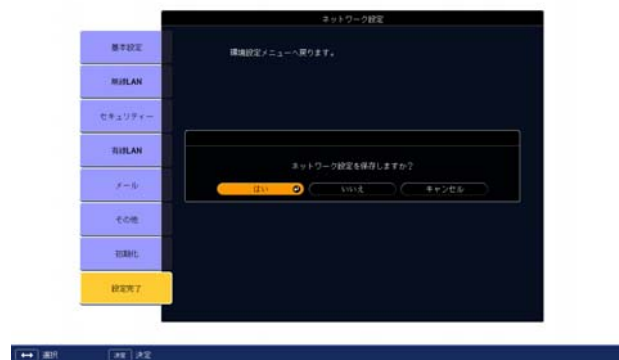 ネットワーク設定
基本設定
環境設定メニューへ戻ります。
無線LAN
セキュリティー
有線LAN
ネットワーク設定を保存しますか?
はい いいえ キャンセル
メール
その他
初期化
設定完了
選択 決定 決定